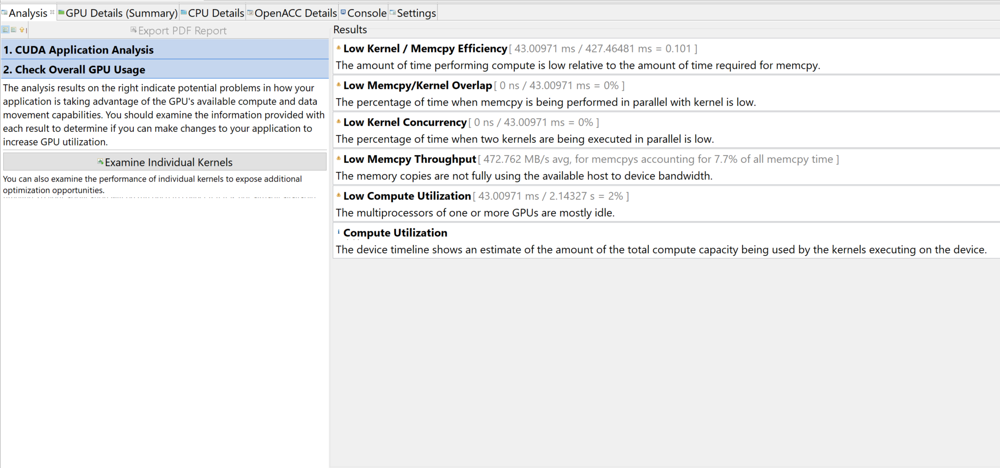 Analysis
GPU Details (Summary)
CPU Details
OpenACC Details
Console
Settings
Export PDF Report
1. CUDA Application Analysis
2. Check Overall GPU Usage
The analysis results on the right indicate potential problems in how your
application is taking advantage of the GPU's available compute and data
movement capabilities. You should examine the information provided with
each result to determine if you can make changes to your application to
increase GPU utilization.
Examine Individual Kernels
You can also examine the performance of individual kernels to expose additional
optimization opportunities.
Results
Low Kernel / Memcpy Efficiency [ 43.00971 ms / 427.46481 ms = 0.101 ]
The amount of time performing compute is low relative to the amount of time required for memcpy.
Low Memcpy/Kernel Overlap [ 0 ns / 43.00971 ms = 0% ]
The percentage of time when memcpy is being performed in parallel with kernel is low.
Low Kernel Concurrency [ 0 ns / 43.00971 ms = 0% ]
The percentage of time when two kernels are being executed in parallel is low.
Low Memcpy Throughput [ 472.762 MB/s avg, for memcpys accounting for 7.7% of all memcpy time ]
The memory copies are not fully using the available host to device bandwidth.
Low Compute Utilization [ 43.00971 ms / 2.14327 s = 2% ]
The multiprocessors of one or more GPUs are mostly idle.
Compute Utilization
The device timeline shows an estimate of the amount of the total compute capacity being used by the kernels executing on the device.